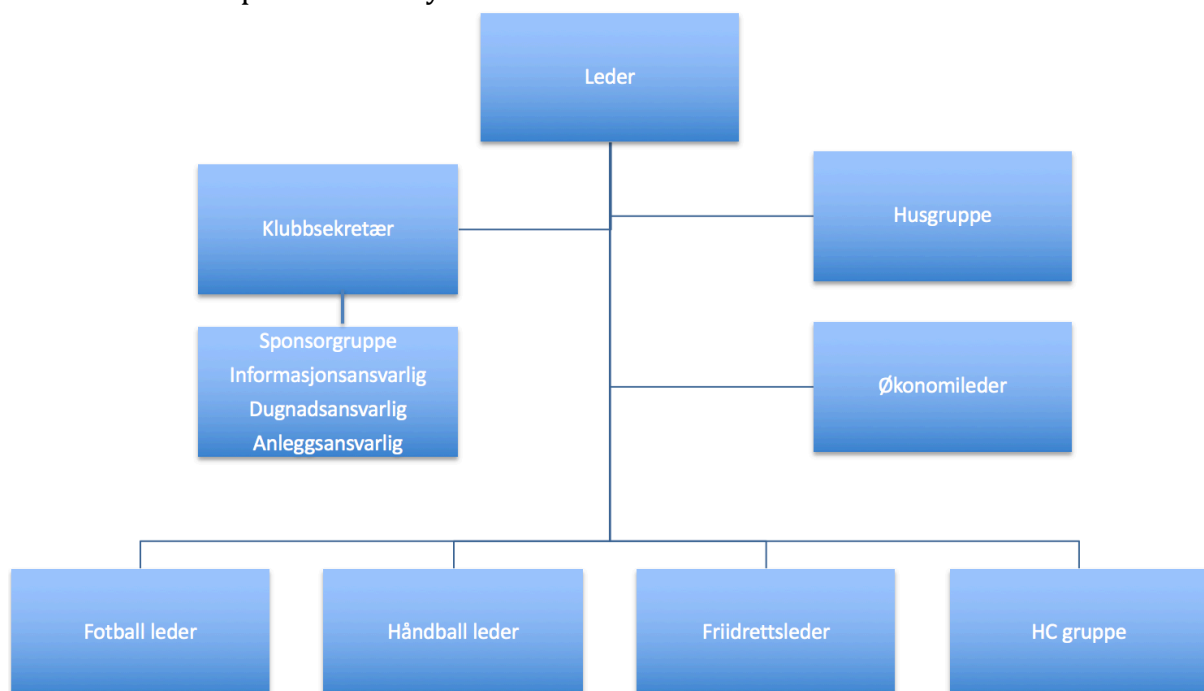 Leder
Klubbsekretær
Husgruppe
Sponsorgruppe
Informasjonsansvarlig
Dugnadsansvarlig
Anleggsansvarlig
Økonomileder
Fotball leder
Håndball leder
Friidrettsleder
HC gruppe